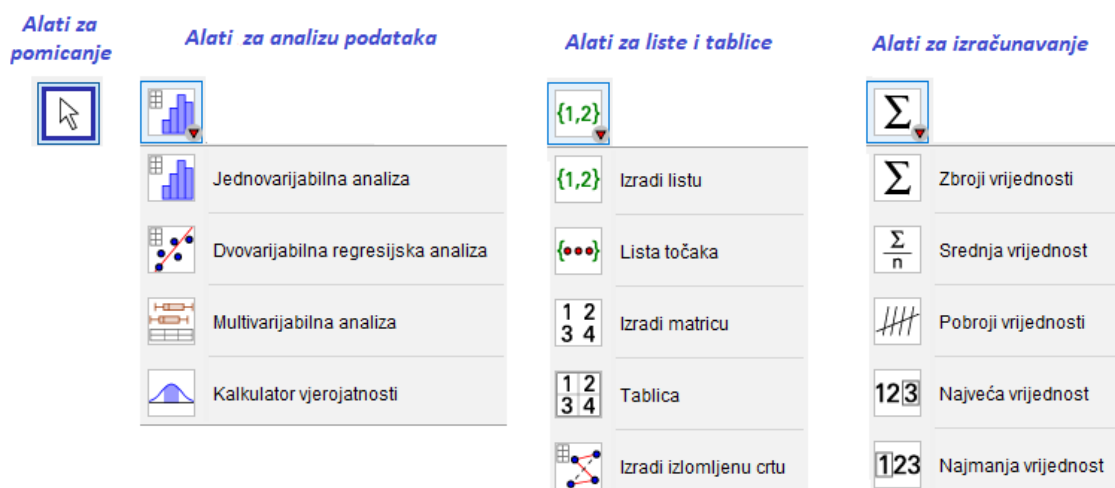 Alati za
pomicanje
Alati za analizu podataka
Jednovarijabilna analiza
Dvovarijabilna regresijska analiza
Multivarijabilna analiza
Kalkulator vjerojatnosti
Alati za liste i tablice
{1,2}
{1,2} Izradi listu
Lista točaka
1 2
3 4
Izradi matricu
1 2
3 4
Tablica
Izradi izlomljenu crtu
Alati za izračunavanje
Σ
Σ Zbroji vrijednosti
Σ
n
Srednja vrijednost
Pobroji vrijednosti
123 Najveća vrijednost
123 Najmanja vrijednost